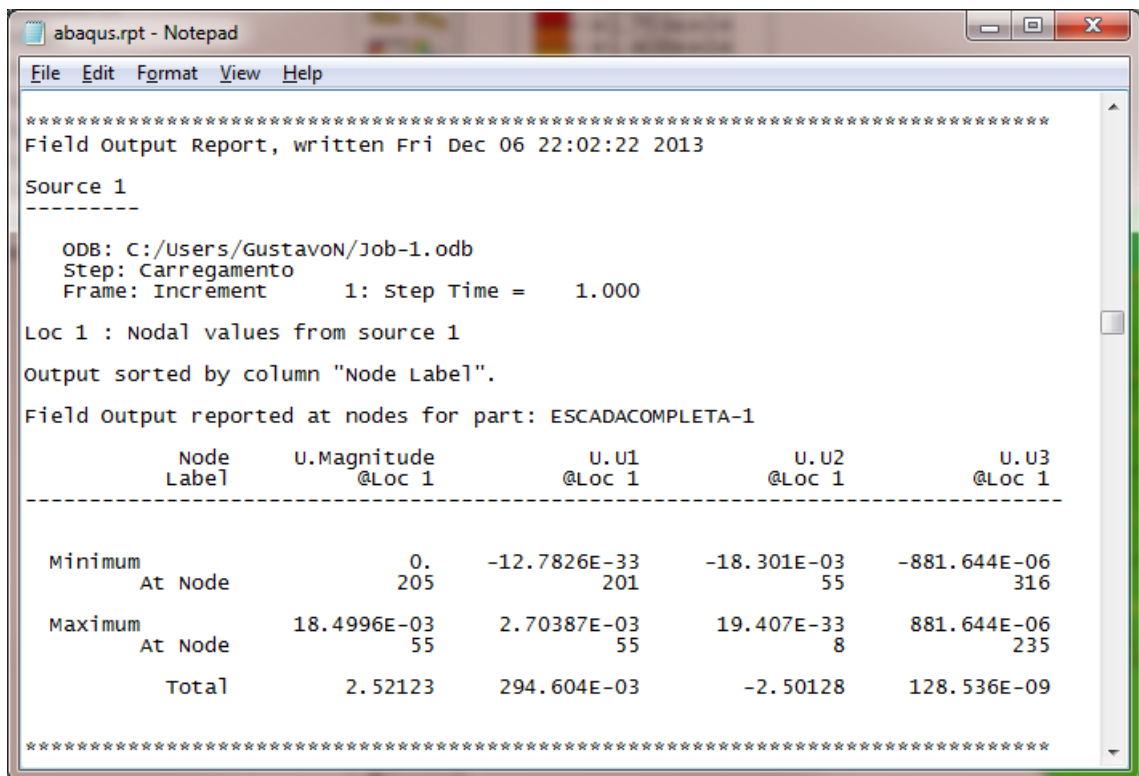 abaqus.rpt - Notepad
File Edit Format View Help
********************************************************************************
Field Output Report, written Fri Dec 06 22:02:22 2013
Source 1
---------
ODB: C:/Users/GustavoN/Job-1.odb
Step: Carregamento
Frame: Increment 1: Step Time = 1.000
Loc 1 : Nodal values from source 1
Output sorted by column "Node Label".
Field Output reported at nodes for part: ESCADACOMPLETA-1
Node U.Magnitude U.U1 U.U2 U.U3
Label @Loc 1 @Loc 1 @Loc 1 @Loc 1
---------------------------------------------------------------------------------
Minimum 0. -12.7826E-33 -18.301E-03 -881.644E-06
At Node 205 201 55 316
Maximum 18.4996E-03 2.70387E-03 19.407E-33 881.644E-06
At Node 55 55 8 235
Total 2.52123 294.604E-03 -2.50128 128.536E-09
********************************************************************************